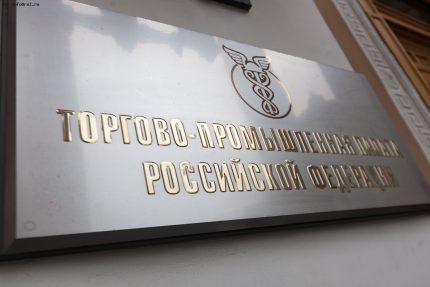 ТОРГОВО-ПРОМЫШЛЕННАЯ ПАЛАТА
РОССИЙСКОЙ ФЕДЕРАЦИИ